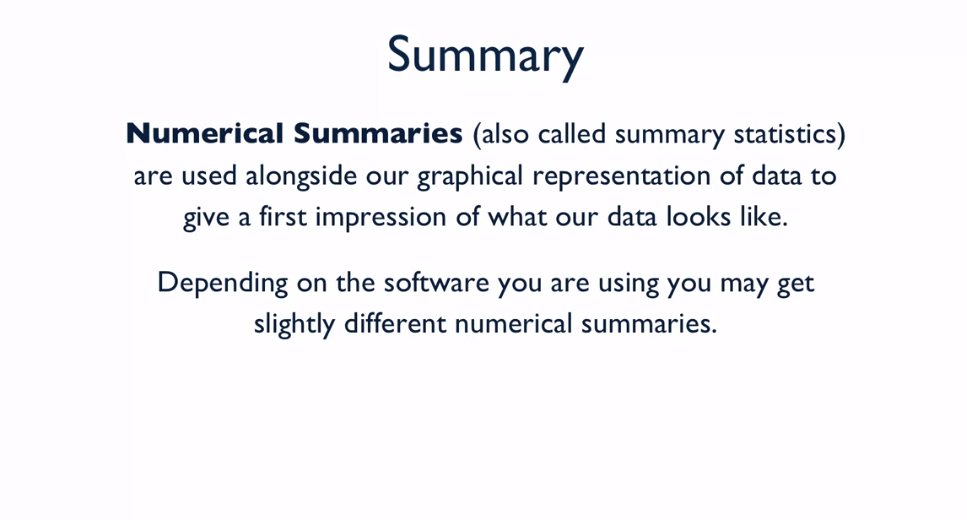 Summary
Numerical Summaries (also called summary statistics)
are used alongside our graphical representation of data to
give a first impression of what our data looks like.
Depending on the software you are using you may get
slightly different numerical summaries.